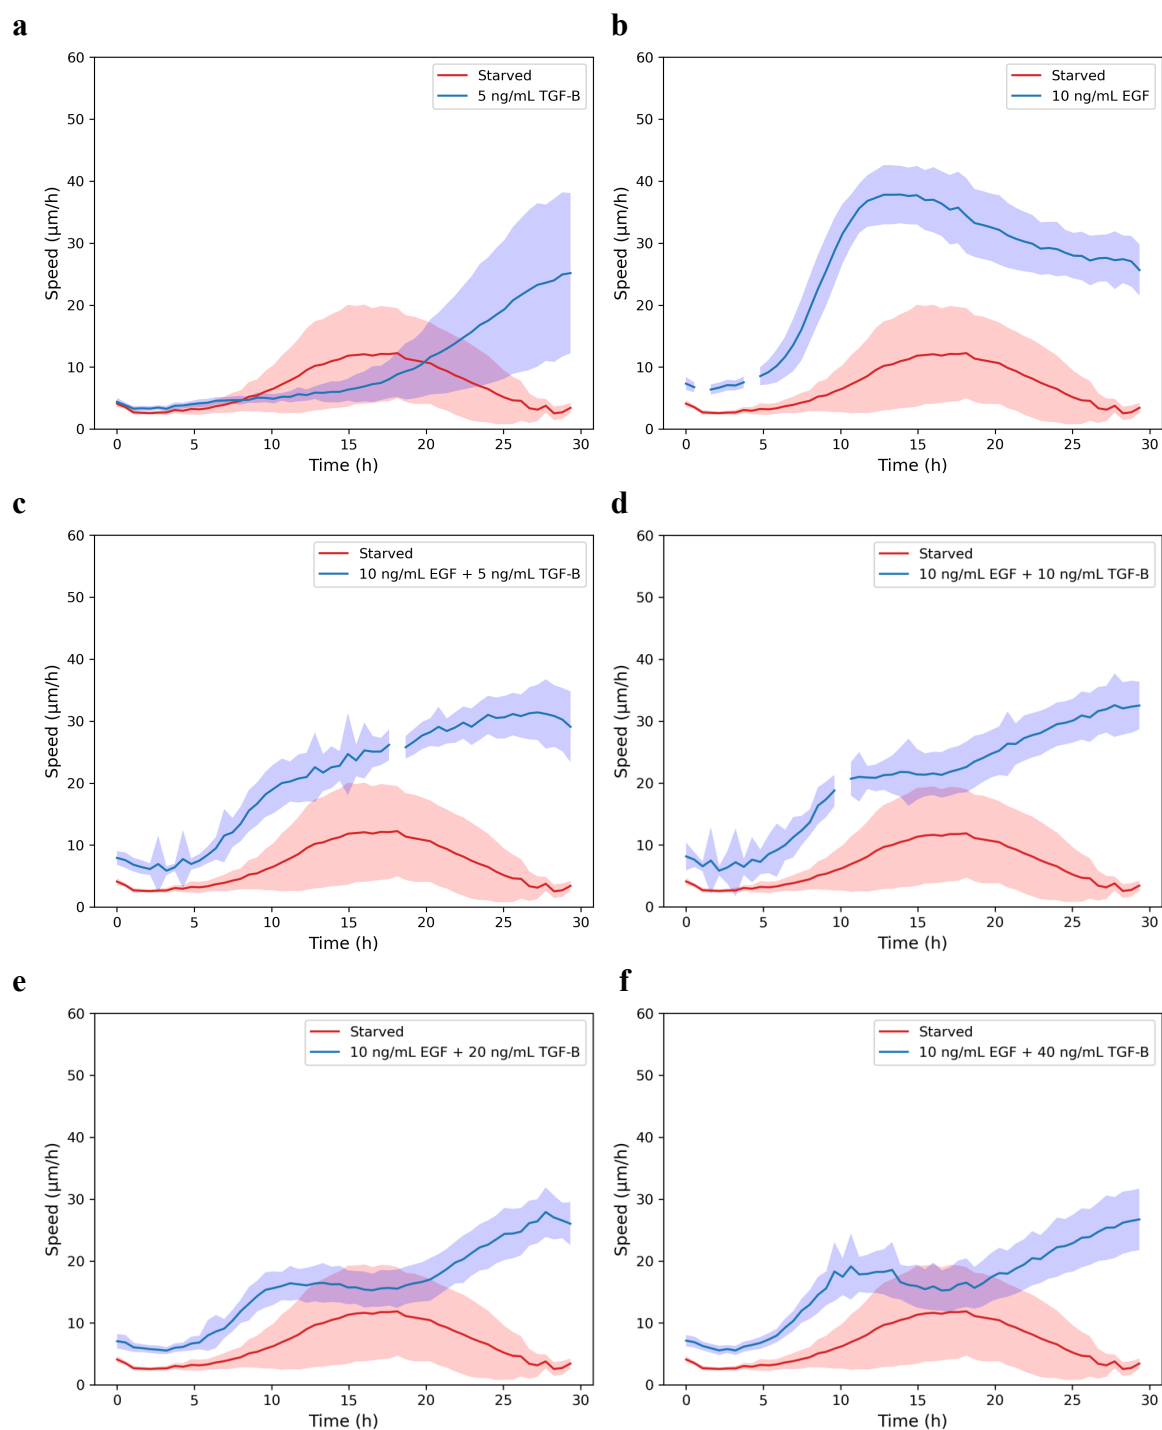 a
60
50
40
30
20
10
0
Speed (μm/h)
0 5 10 15 20 25 30
Time (h)
Starved
5 ng/mL TGF-B
b
60
50
40
30
20
10
0
Speed (μm/h)
0 5 10 15 20 25 30
Time (h)
Starved
10 ng/mL EGF
c
60
50
40
30
20
10
0
Speed (μm/h)
0 5 10 15 20 25 30
Time (h)
Starved
10 ng/mL EGF + 5 ng/mL TGF-B
d
60
50
40
30
20
10
0
Speed (μm/h)
0 5 10 15 20 25 30
Time (h)
Starved
10 ng/mL EGF + 10 ng/mL TGF-B
e
60
50
40
30
20
10
0
Speed (μm/h)
0 5 10 15 20 25 30
Time (h)
Starved
10 ng/mL EGF + 20 ng/mL TGF-B
f
60
50
40
30
20
10
0
Speed (μm/h)
0 5 10 15 20 25 30
Time (h)
Starved
10 ng/mL EGF + 40 ng/mL TGF-B